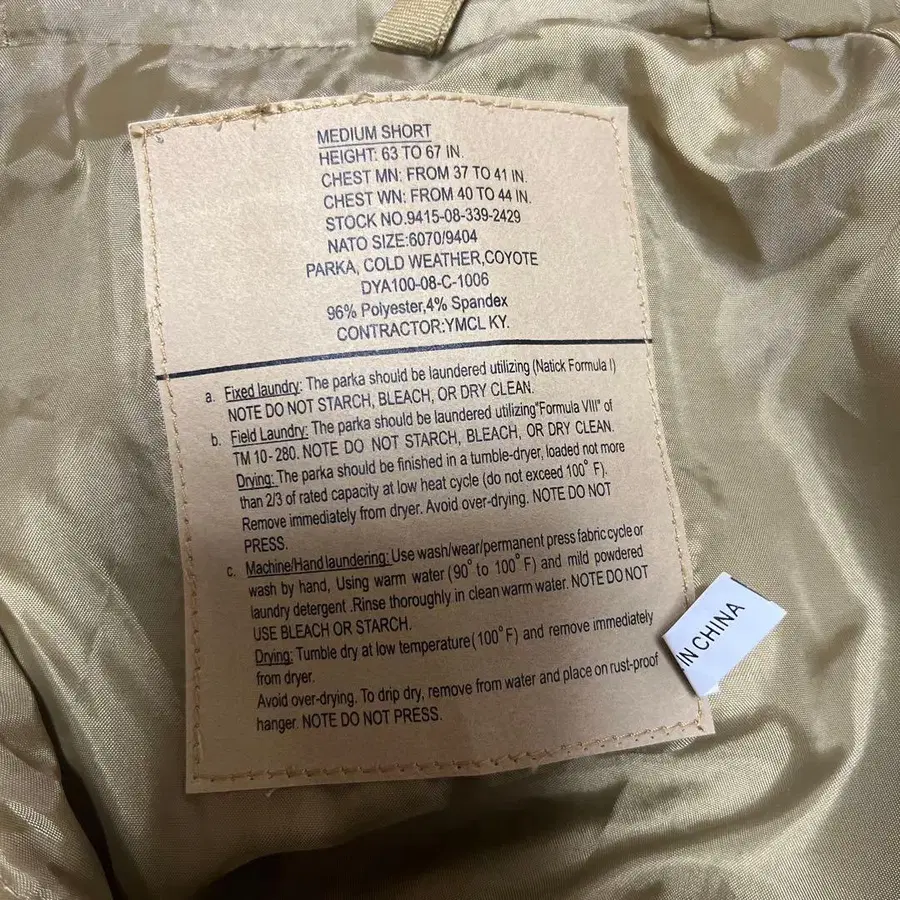 MEDIUM SHORT
HEIGHT: 63 TO 67 IN.
CHEST MN: FROM 37 TO 41 IN.
CHEST WN: FROM 40 TO 44 IN.
STOCK NO.9415-08-339-2429
NATO SIZE:6070/9404
PARKA, COLD WEATHER,COYOTE
DYA100-08-C-1006
96% Polyester,4% Spandex
CONTRACTOR:YMCL KY.
a. Fixed laundry: The parka should be laundered utilizing (Natick Formula I)
NOTE DO NOT STARCH, BLEACH, OR DRY CLEAN.
b. Field Laundry: The parka should be laundered utilizing"Formula VIII" of
TM 10-280. NOTE DO NOT STARCH, BLEACH, OR DRY CLEAN.
Drying: The parka should be finished in a tumble-dryer, loaded not more
than 2/3 of rated capacity at low heat cycle (do not exceed 100° F).
Remove immediately from dryer. Avoid over-drying. NOTE DO NOT
PRESS.
c. Machine/Hand laundering: Use wash/wear/permanent press fabric cycle or
wash by hand, Using warm water (90° to 100° F) and mild powdered
laundry detergent .Rinse thoroughly in clean warm water. NOTE DO NOT
USE BLEACH OR STARCH.
Drying: Tumble dry at low temperature(100°F) and remove immediately
from dryer.
Avoid over-drying. To drip dry, remove from water and place on rust-proof
hanger. NOTE DO NOT PRESS.
IN CHINA